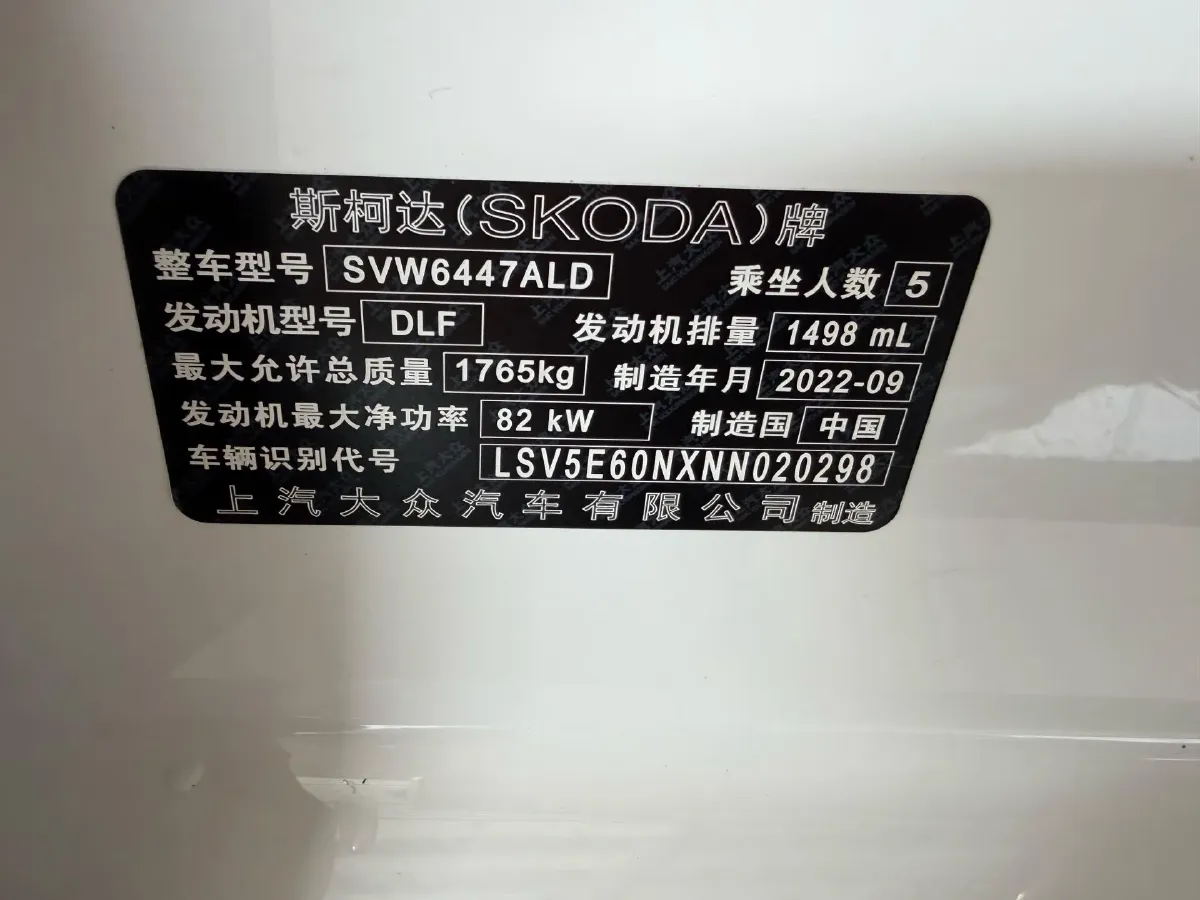 斯柯达(SKODA)牌
整车型号 SVW6447ALD 乘坐人数 5
发动机型号 DLF 发动机排量 1498 mL
最大允许总质量 1765kg 制造年月 2022-09
发动机最大净功率 82 kW 制造国 中国
车辆识别代号 LSV5E60NXNN020298
上汽大众汽车有限公司 制造